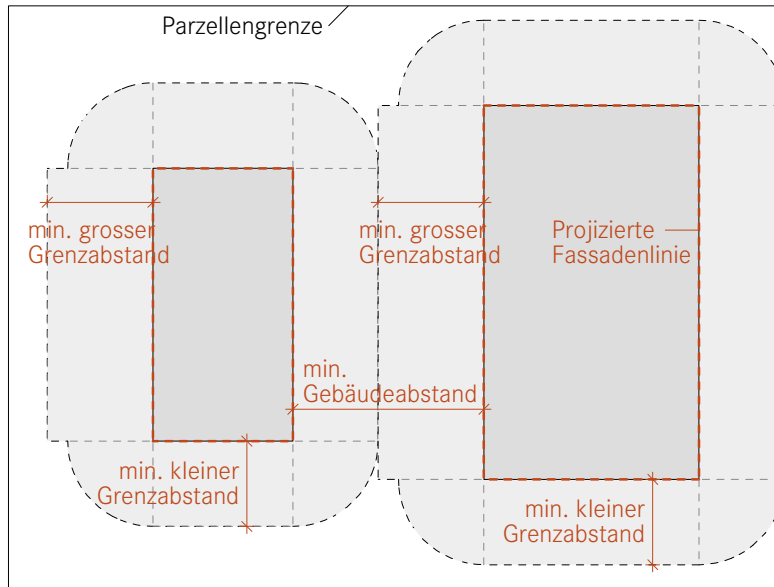 Parzellengrenze
min. grosser
Grenzabstand
min. grosser
Grenzabstand
Projizierte
Fassadenlinie
min.
Gebäudeabstand
min. kleiner
Grenzabstand
min. kleiner
Grenzabstand